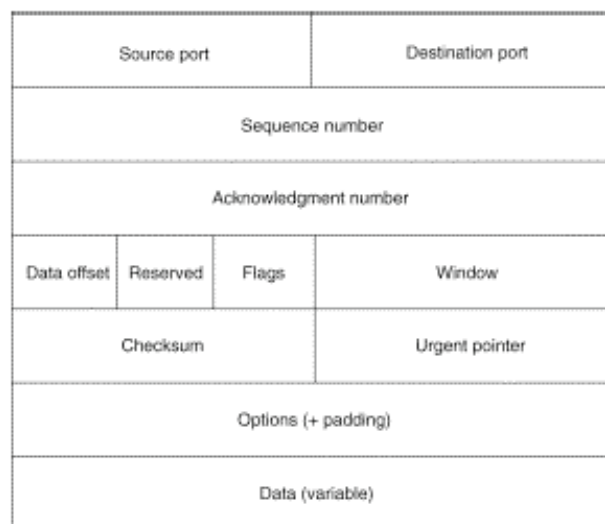 Source port Destination port
Sequence number
Acknowledgment number
Data offset Reserved Flags Window
Checksum Urgent pointer
Options (+ padding)
Data (variable)